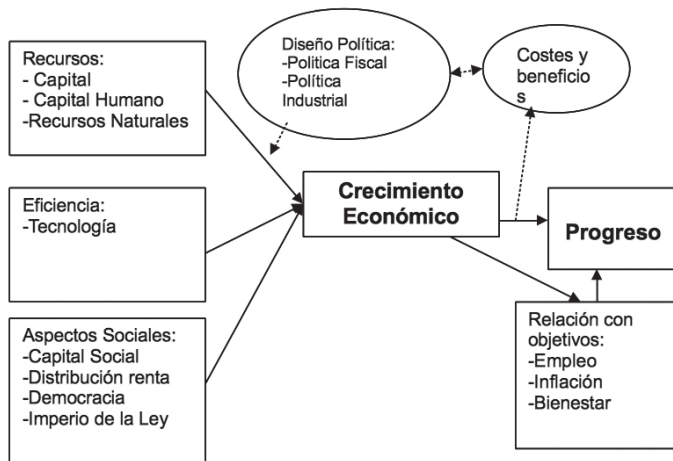 Recursos:
- Capital
- Capital Humano
-Recursos Naturales
Diseño Política:
-Politica Fiscal
-Política
Industrial
Costes y
beneficio
s
Eficiencia:
-Tecnología
Crecimiento
Económico
Progreso
Aspectos Sociales:
-Capital Social
-Distribución renta
-Democracia
-Imperio de la Ley
Relación con
objetivos:
-Empleo
-Inflación
-Bienestar